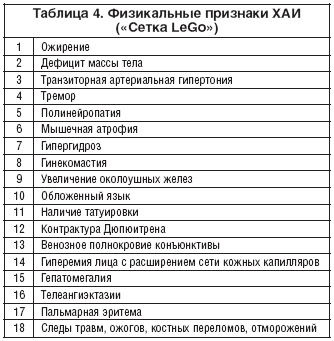 Таблица 4. Физикальные признаки ХАИ
(«Сетка LeGo»)
1 Ожирение
2 Дефицит массы тела
3 Транзиторная артериальная гипертония
4 Тремор
5 Полинейропатия
6 Мышечная атрофия
7 Гипергидроз
8 Гинекомастия
9 Увеличение околоушных желез
10 Обложенный язык
11 Наличие татуировки
12 Контрактура Дюпюитрена
13 Венозное полнокровие конъюнктивы
14 Гиперемия лица с расширением сети кожных капилляров
15 Гепатомегалия
16 Телеангиэктазии
17 Пальмарная эритема
18 Следы травм, ожогов, костных переломов, отморожений